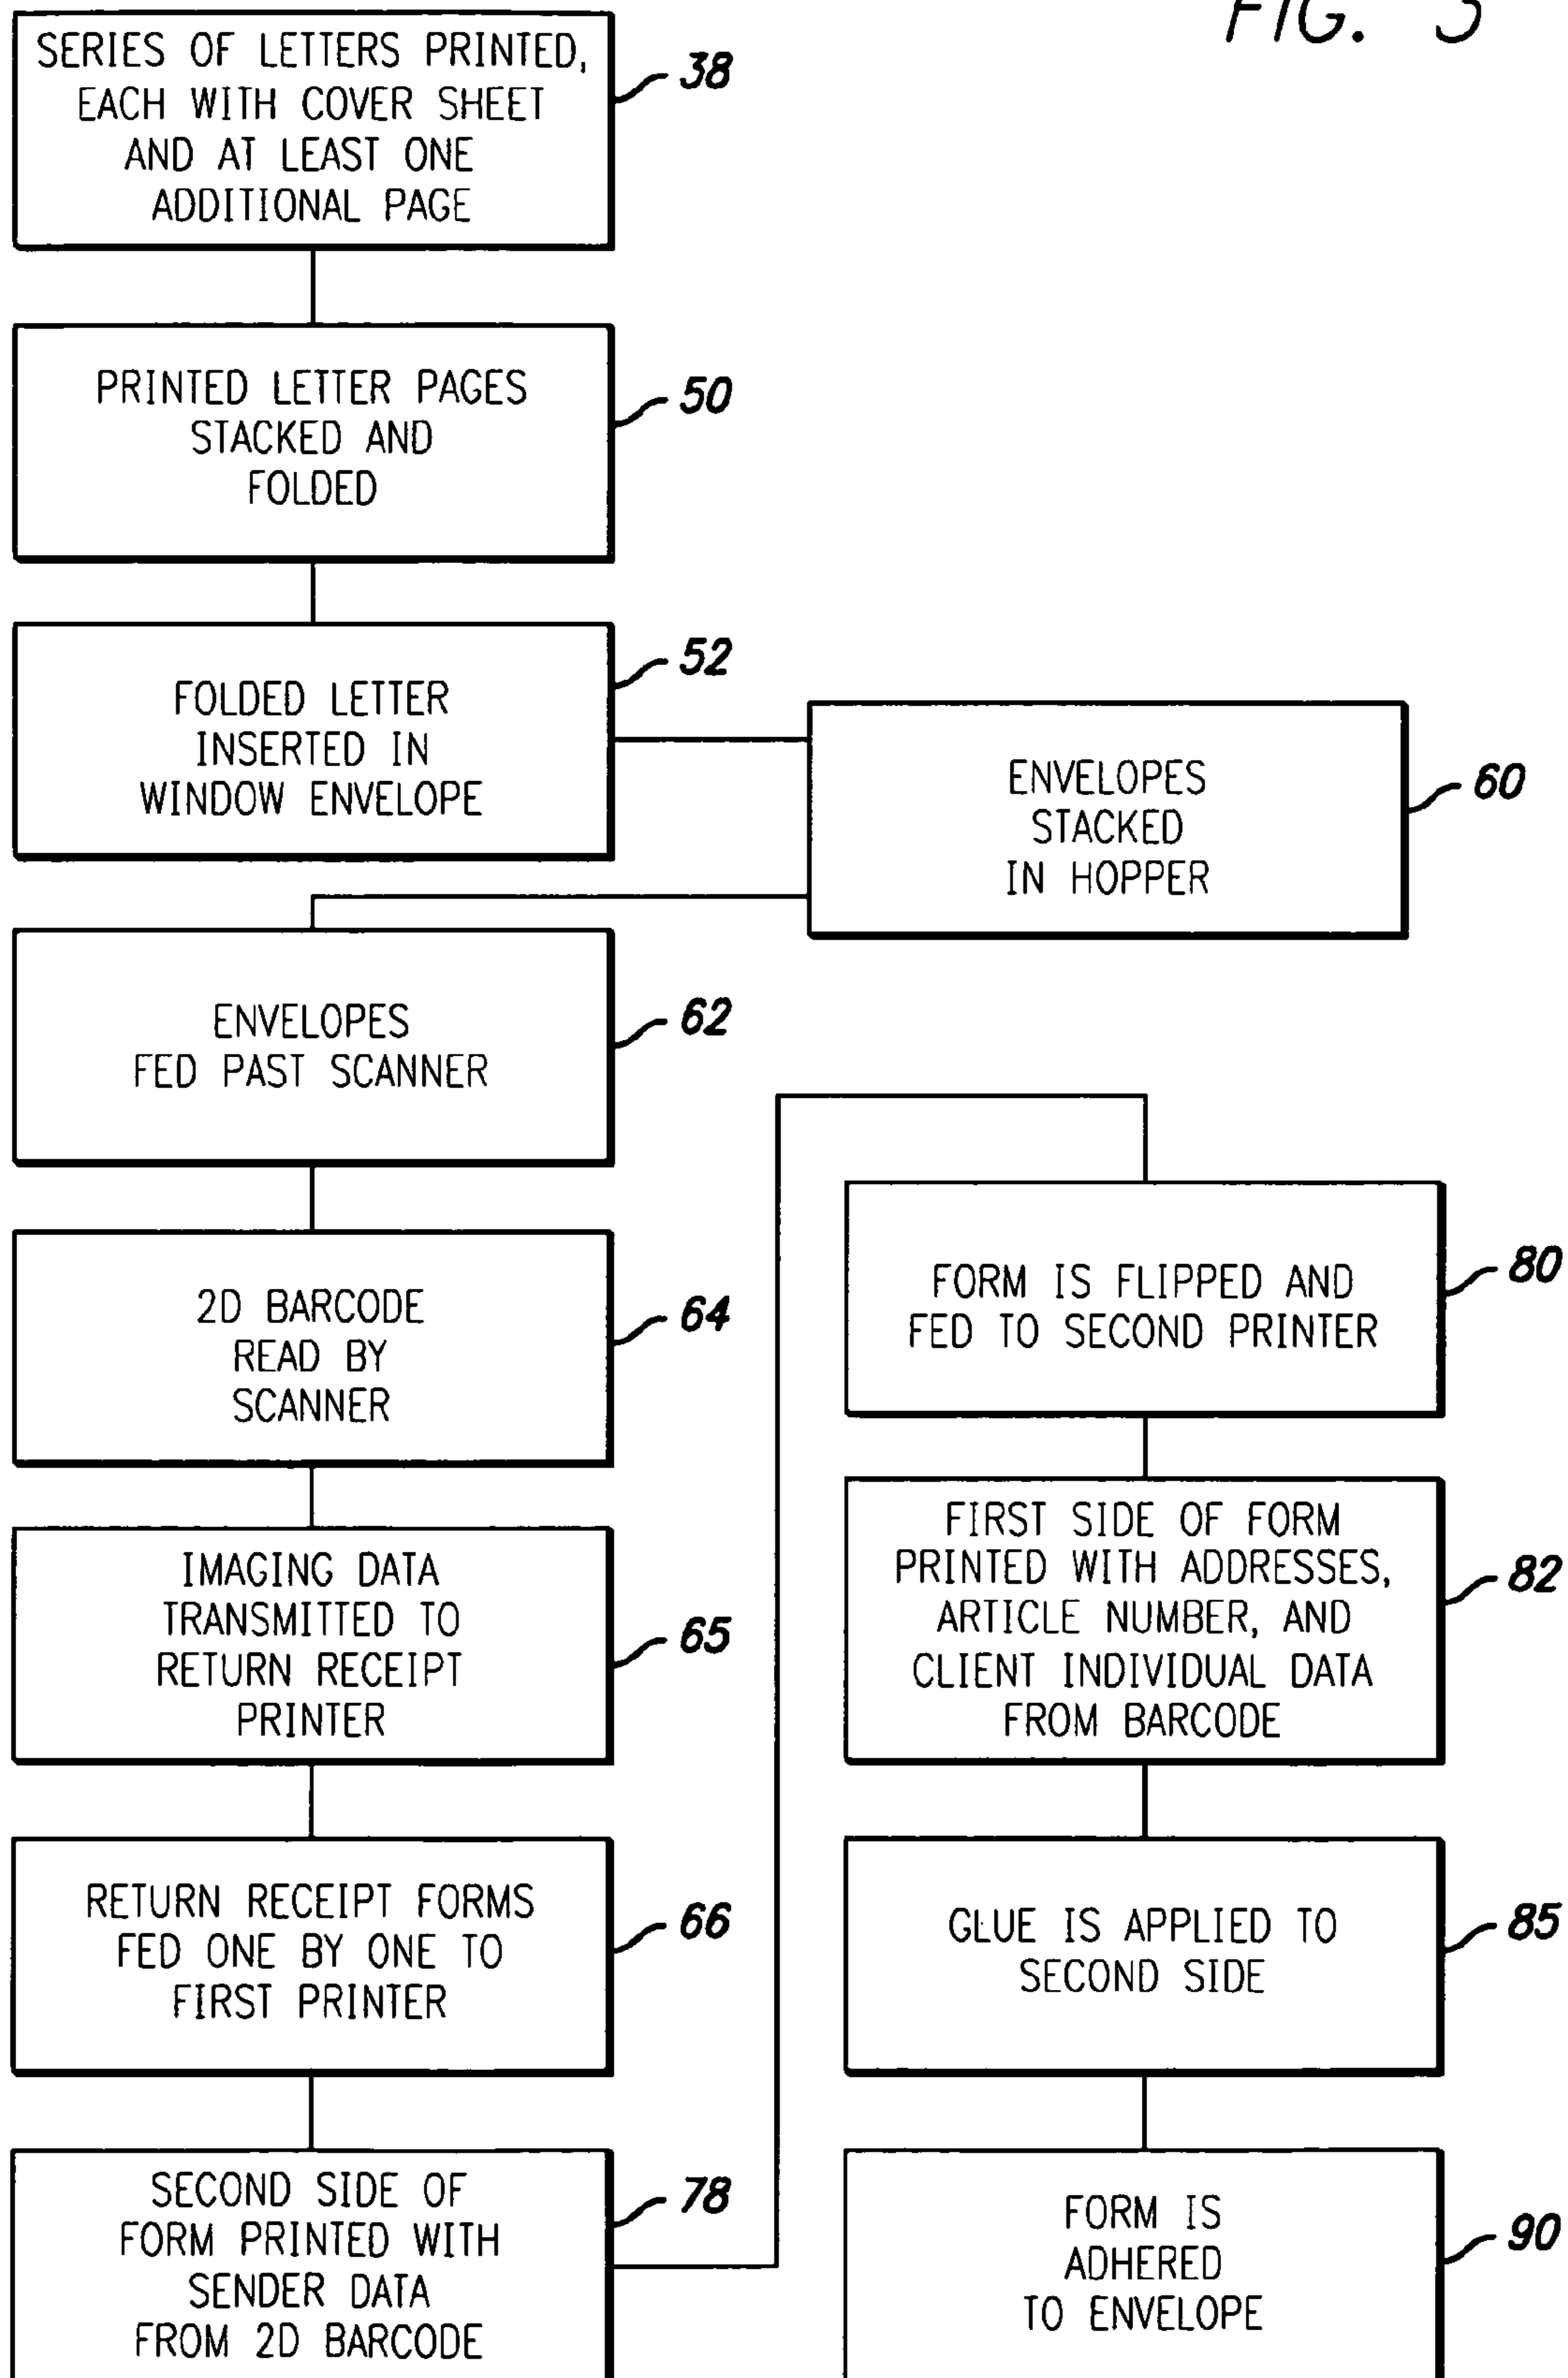 FIG. 3
SERIES OF LETTERS PRINTED,
EACH WITH COVER SHEET
AND AT LEAST ONE
ADDITIONAL PAGE
38
PRINTED LETTER PAGES
STACKED AND
FOLDED
50
FOLDED LETTER
INSERTED IN
WINDOW ENVELOPE
52
ENVELOPES
STACKED
IN HOPPER
60
ENVELOPES
FED PAST SCANNER
62
2D BARCODE
READ BY
SCANNER
64
IMAGING DATA
TRANSMITTED TO
RETURN RECEIPT
PRINTER
65
RETURN RECEIPT FORMS
FED ONE BY ONE TO
FIRST PRINTER
66
SECOND SIDE OF
FORM PRINTED WITH
SENDER DATA
FROM 2D BARCODE
78
FORM IS FLIPPED AND
FED TO SECOND PRINTER
80
FIRST SIDE OF FORM
PRINTED WITH ADDRESSES,
ARTICLE NUMBER, AND
CLIENT INDIVIDUAL DATA
FROM BARCODE
82
GLUE IS APPLIED TO
SECOND SIDE
85
FORM IS
ADHERED
TO ENVELOPE
90